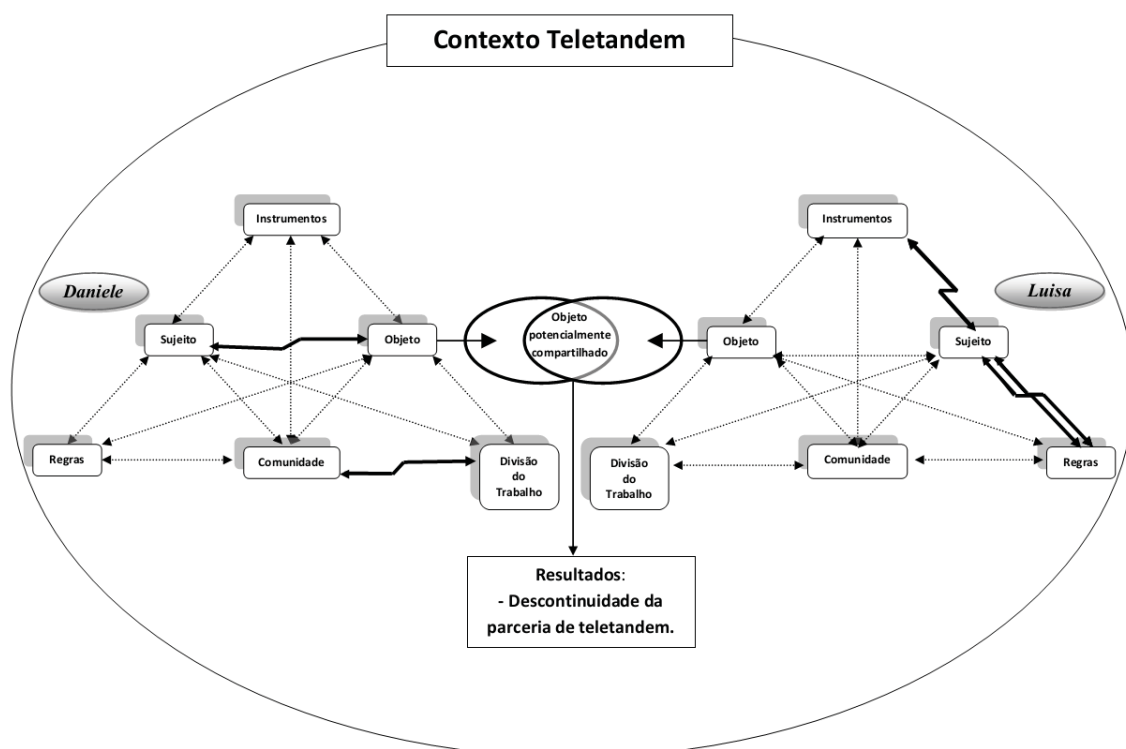 Contexto Teletandem
Instrumentos
Instrumentos
Daniele
Luisa
Sujeito
Objeto
Objeto
potencialmente
compartilhado
Objeto
Sujeito
Regras
Comunidade
Divisão
do
Trabalho
Divisão
do
Trabalho
Comunidade
Regras
Resultados:
- Descontinuidade da
parceria de teletandem.